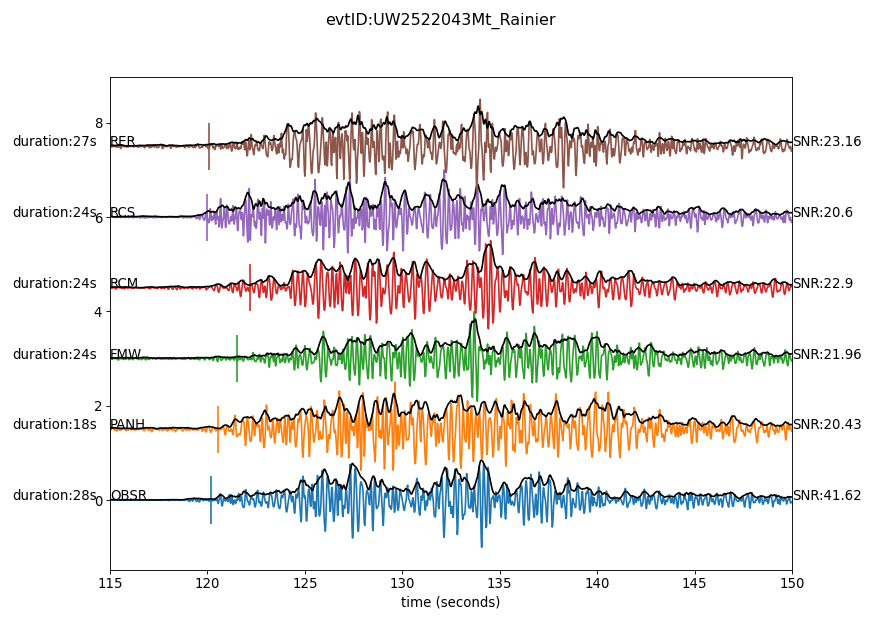 evtID:UW2522043Mt_Rainier
8
duration:27s RER SNR:23.16
duration:24s RCS SNR:20.6
6
duration:24s RCM SNR:22.9
4
duration:24s FMW SNR:21.96
2
duration:18s PANH SNR:20.43
duration:28s OBSR SNR:41.62
0
115 120 125 130 135 140 145 150
time (seconds)